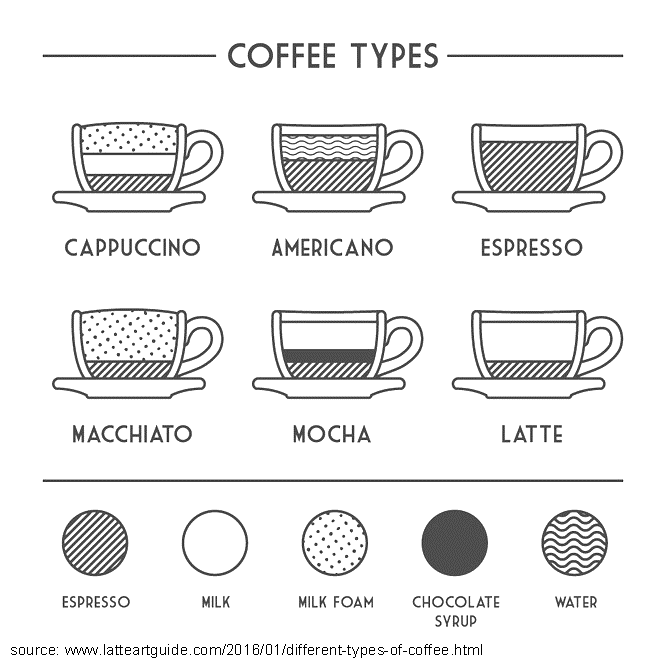 COFFEE TYPES
CAPPUCCINO AMERICANO ESPRESSO
MACCHIATO MOCHA LATTE
ESPRESSO MILK MILK FOAM CHOCOLATE SYRUP WATER
source: www.latteartguide.com/2016/01/different-types-of-coffee.html